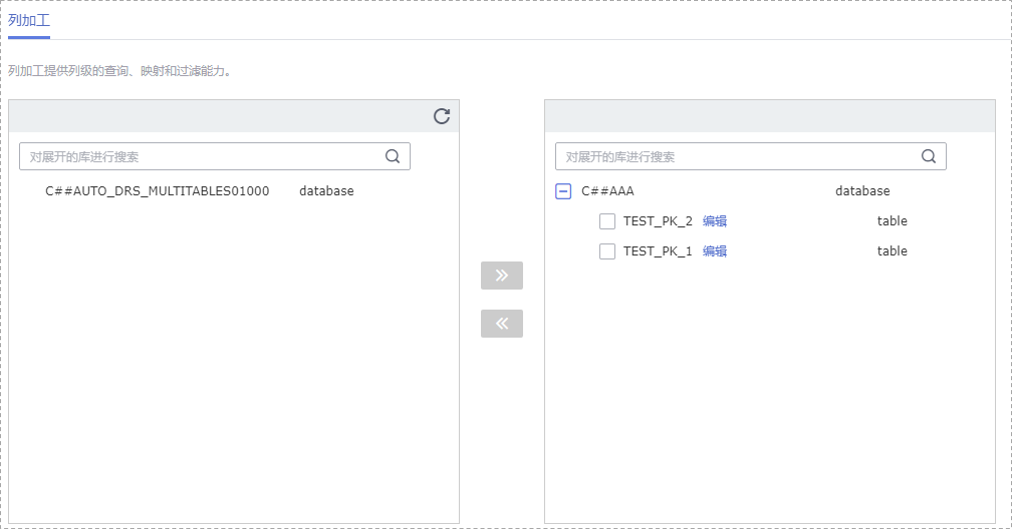 列加工
列加工提供列级的查询、映射和过滤能力。
对展开的库进行搜索
C##AUTO_DRS_MULTITABLES01000 database
对展开的库进行搜索
C##AAA database
TEST_PK_2 编辑 table
TEST_PK_1 编辑 table